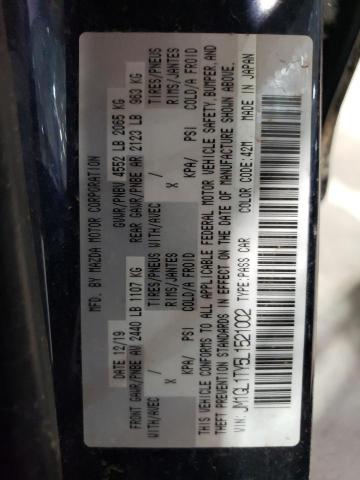 MFD. BY MAZDA MOTOR CORPORATION
DATE 12/19 GVWR/PNBV 4552 LB 2065 KG
FRONT GAWR/PNBE AV 2440 LB 1107 KG REAR GAWR/PNBE AR 2123 LB 963 KG
WITH/AVEC / TIRES/PNEUS WITH/AVEC / TIRES/PNEUS
X RIMS/JANTES X RIMS/JANTES
KPA/ PSI COLD/A FROID KPA/ PSI COLD/A FROID
THIS VEHICLE CONFORMS TO ALL APPLICABLE FEDERAL MOTOR VEHICLE SAFETY, BUMPER, AND
THEFT PREVENTION STANDARDS IN EFFECT ON THE DATE OF MANUFACTURE SHOWN ABOVE.
VIN: JM1GL1TY5L1521002 TYPE:PASS CAR COLOR CODE:42M MADE IN JAPAN